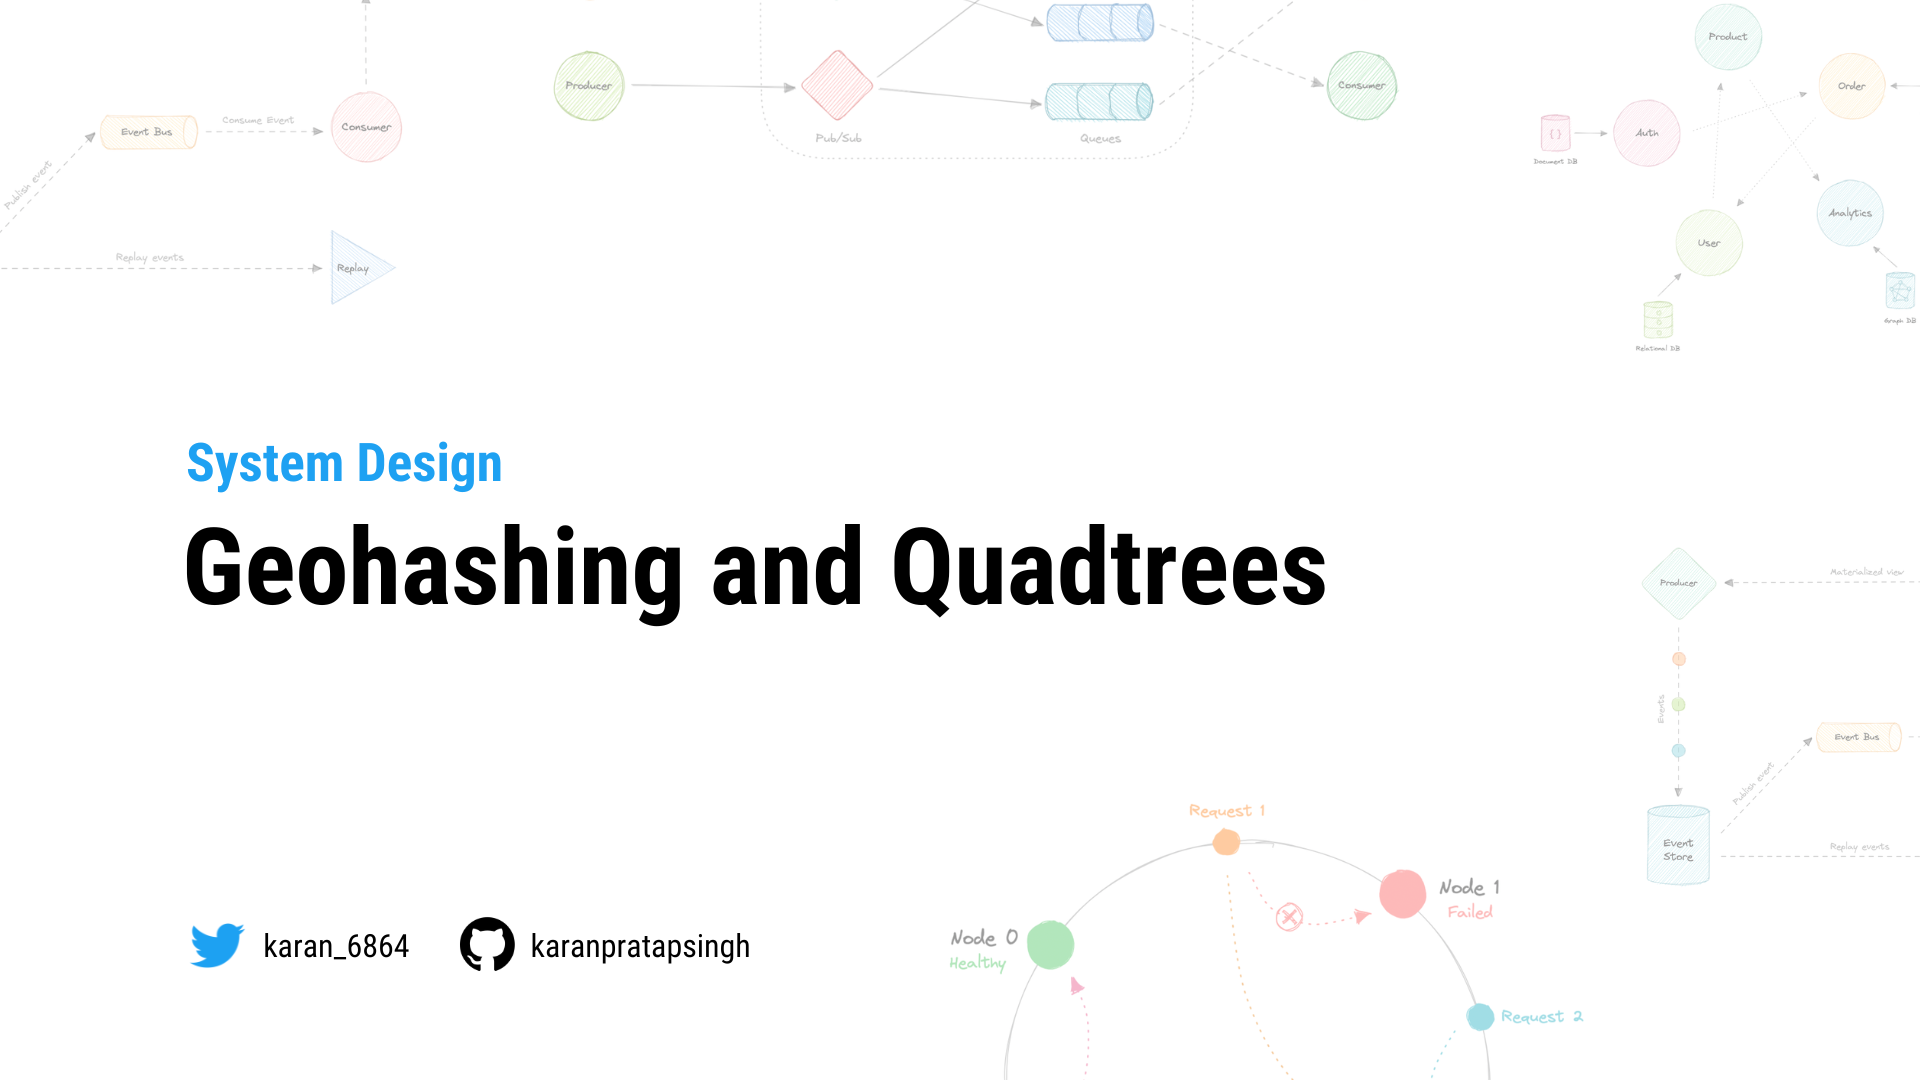 Product
Producer
Consumer
Order
Event Bus
Consume Event
Consumer
Pub/Sub
Queues
{ }
Auth
Document DB
Publish event
Analytics
User
Replay events
Replay
Graph DB
Relational DB
System Design
Geohashing and Quadtrees
Producer
Materialized view
Events
Event Bus
Publish event
Request 1
Event
Store
Replay events
Node 1
Failed
Node 0
Healthy
karan_6864
karanpratapsingh
Request 2